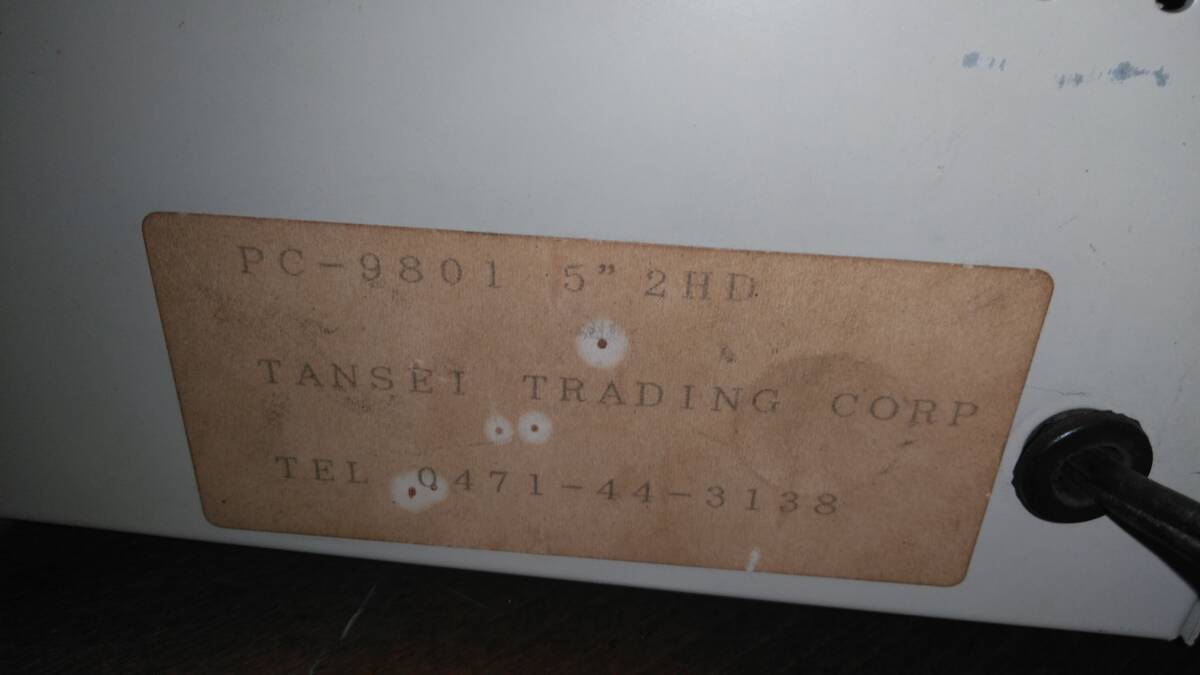 PC-9801 5" 2HD
TANSEI TRADING CORP
TEL 0471-44-3138